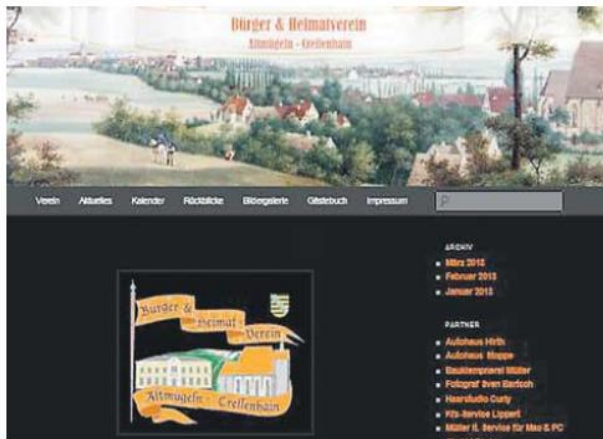 Bürger & Heimatverein
Altmügeln - Crellenhain
Verein Aktuelles Kalender Rückblicke Bildergalerie Gästebuch Impressum
Bürger &
Heimat-
Verein
Altmügeln - Crellenhain
ARCHIV
März 2013
Februar 2013
Januar 2013
PARTNER
Autohaus Hirth
Autohaus Moppe
Bauklempnerei Müller
Fotograf Sven Bartsch
Haarstudio Curly
Kfz-Service Lippert
Müller IL Service für Mac & PC